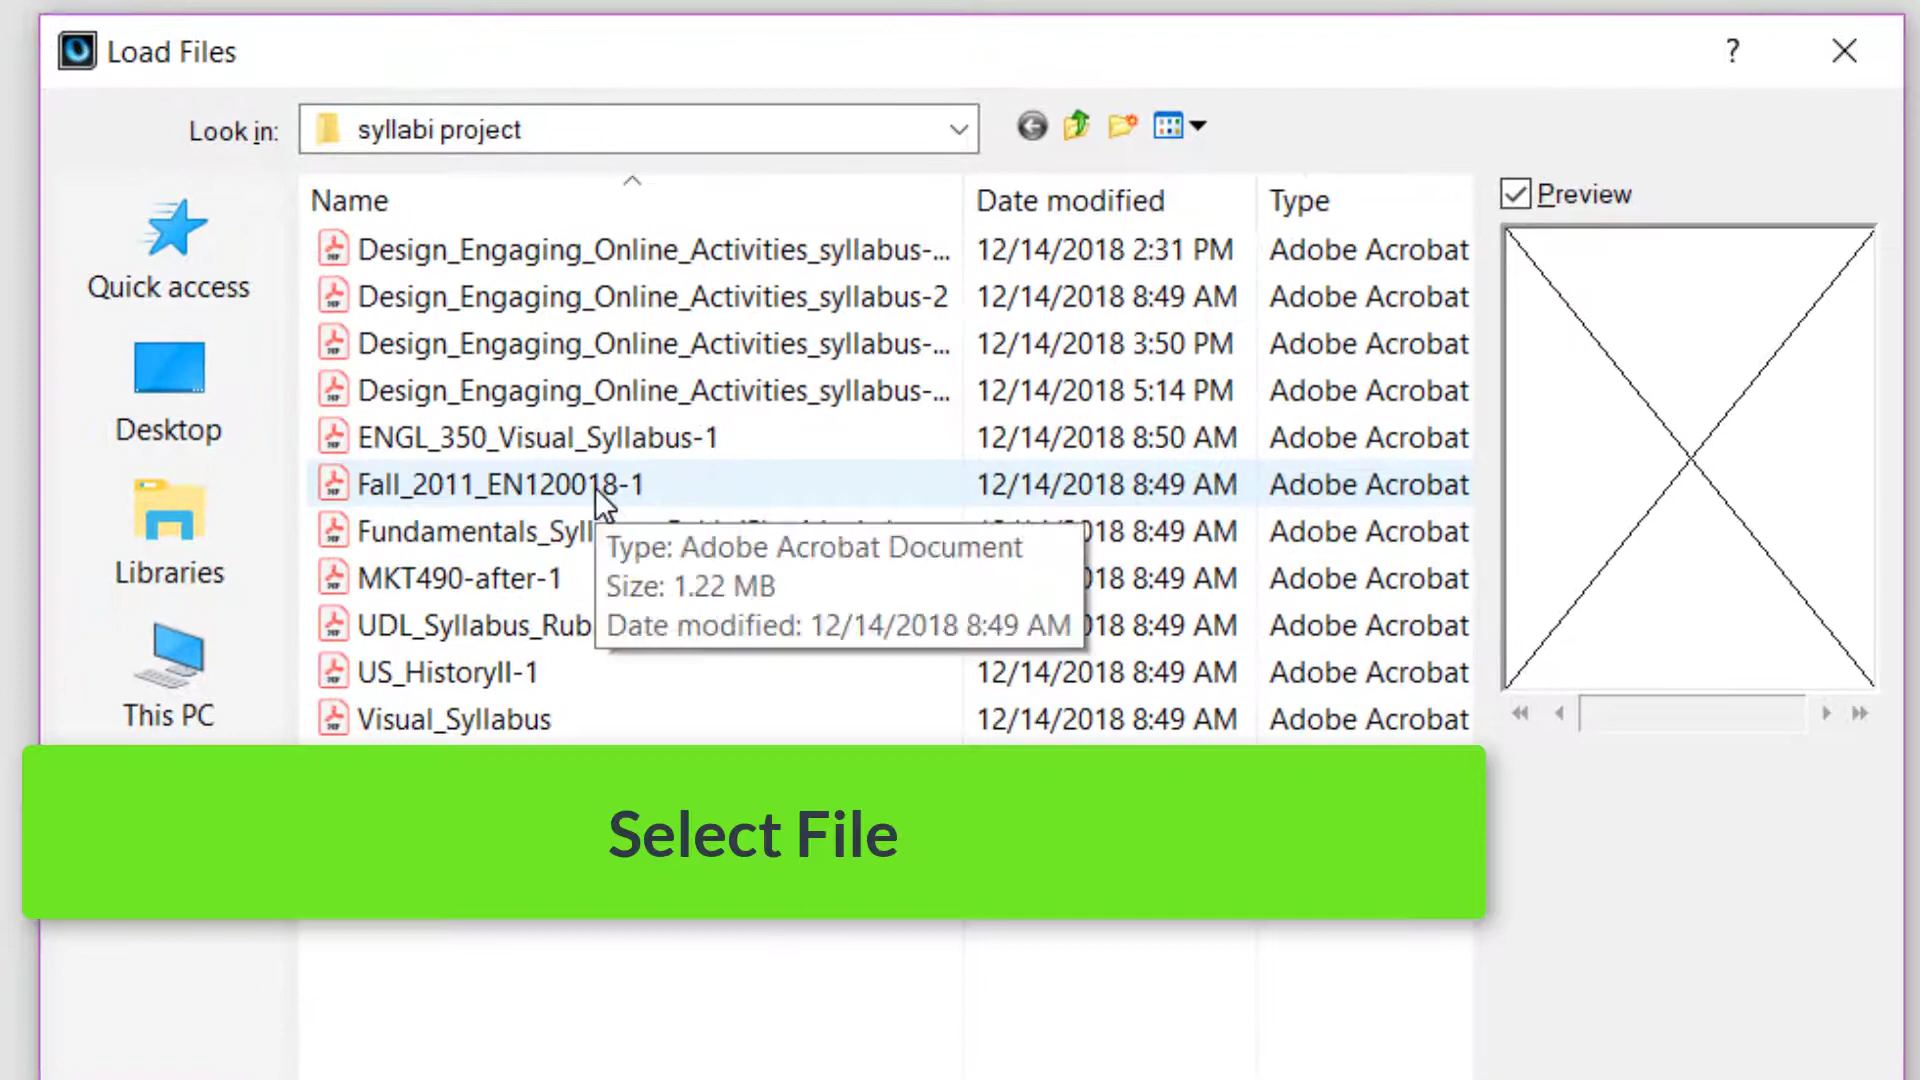 Load Files
?
Look in: syllabi project
Name Date modified Type
Preview
Design_Engaging_Online_Activities_syllabus-... 12/14/2018 2:31 PM Adobe Acrobat
Design_Engaging_Online_Activities_syllabus-2 12/14/2018 8:49 AM Adobe Acrobat
Design_Engaging_Online_Activities_syllabus-... 12/14/2018 3:50 PM Adobe Acrobat
Design_Engaging_Online_Activities_syllabus-... 12/14/2018 5:14 PM Adobe Acrobat
ENGL_350_Visual_Syllabus-1 12/14/2018 8:50 AM Adobe Acrobat
Fall_2011_EN120018-1 12/14/2018 8:49 AM Adobe Acrobat
Fundamentals_Syll 8:49 AM Adobe Acrobat
MKT490-after-1 18 8:49 AM Adobe Acrobat
UDL_Syllabus_Rub 18 8:49 AM Adobe Acrobat
US_HistoryII-1 12/14/2018 8:49 AM Adobe Acrobat
Visual_Syllabus 12/14/2018 8:49 AM Adobe Acrobat
Type: Adobe Acrobat Document
Size: 1.22 MB
Date modified: 12/14/2018 8:49 AM
Quick access
Desktop
Libraries
This PC
Select File